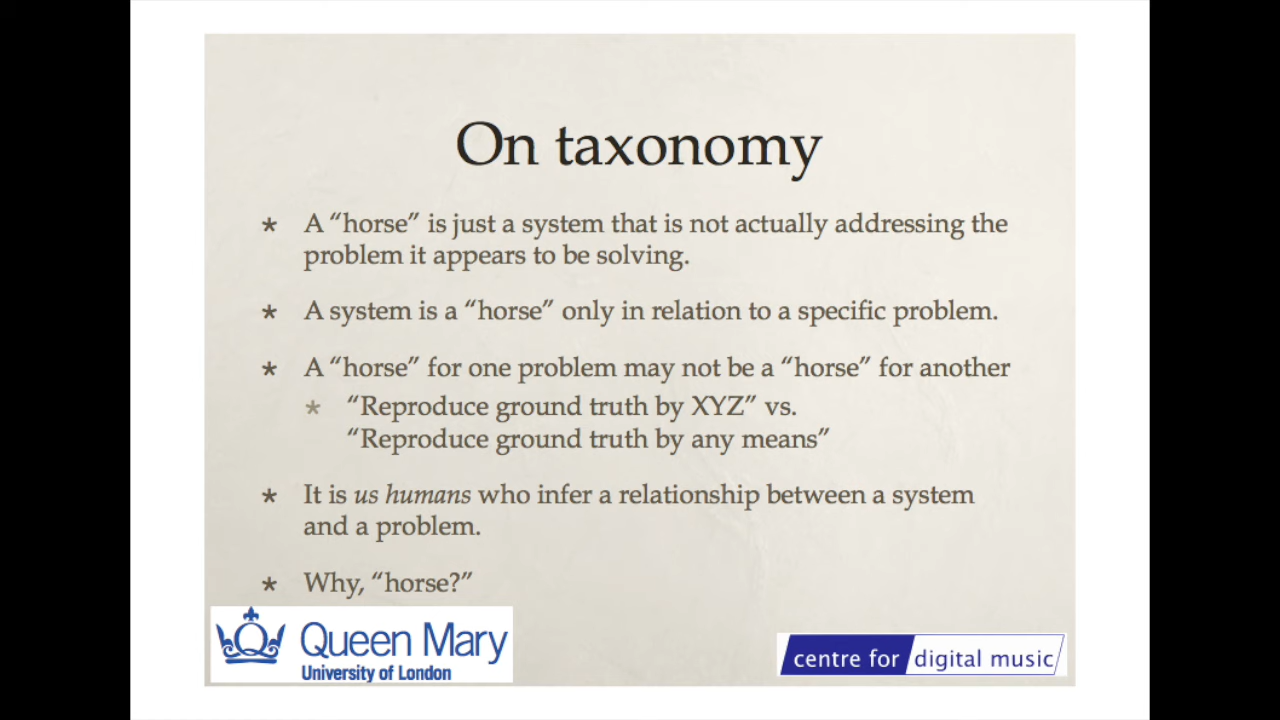 On taxonomy
* A “horse” is just a system that is not actually addressing the
problem it appears to be solving.
* A system is a “horse” only in relation to a specific problem.
* A “horse” for one problem may not be a “horse” for another
* “Reproduce ground truth by XYZ” vs.
“Reproduce ground truth by any means”
* It is us humans who infer a relationship between a system
and a problem.
* Why, “horse?”
Queen Mary
University of London
centre for digital music